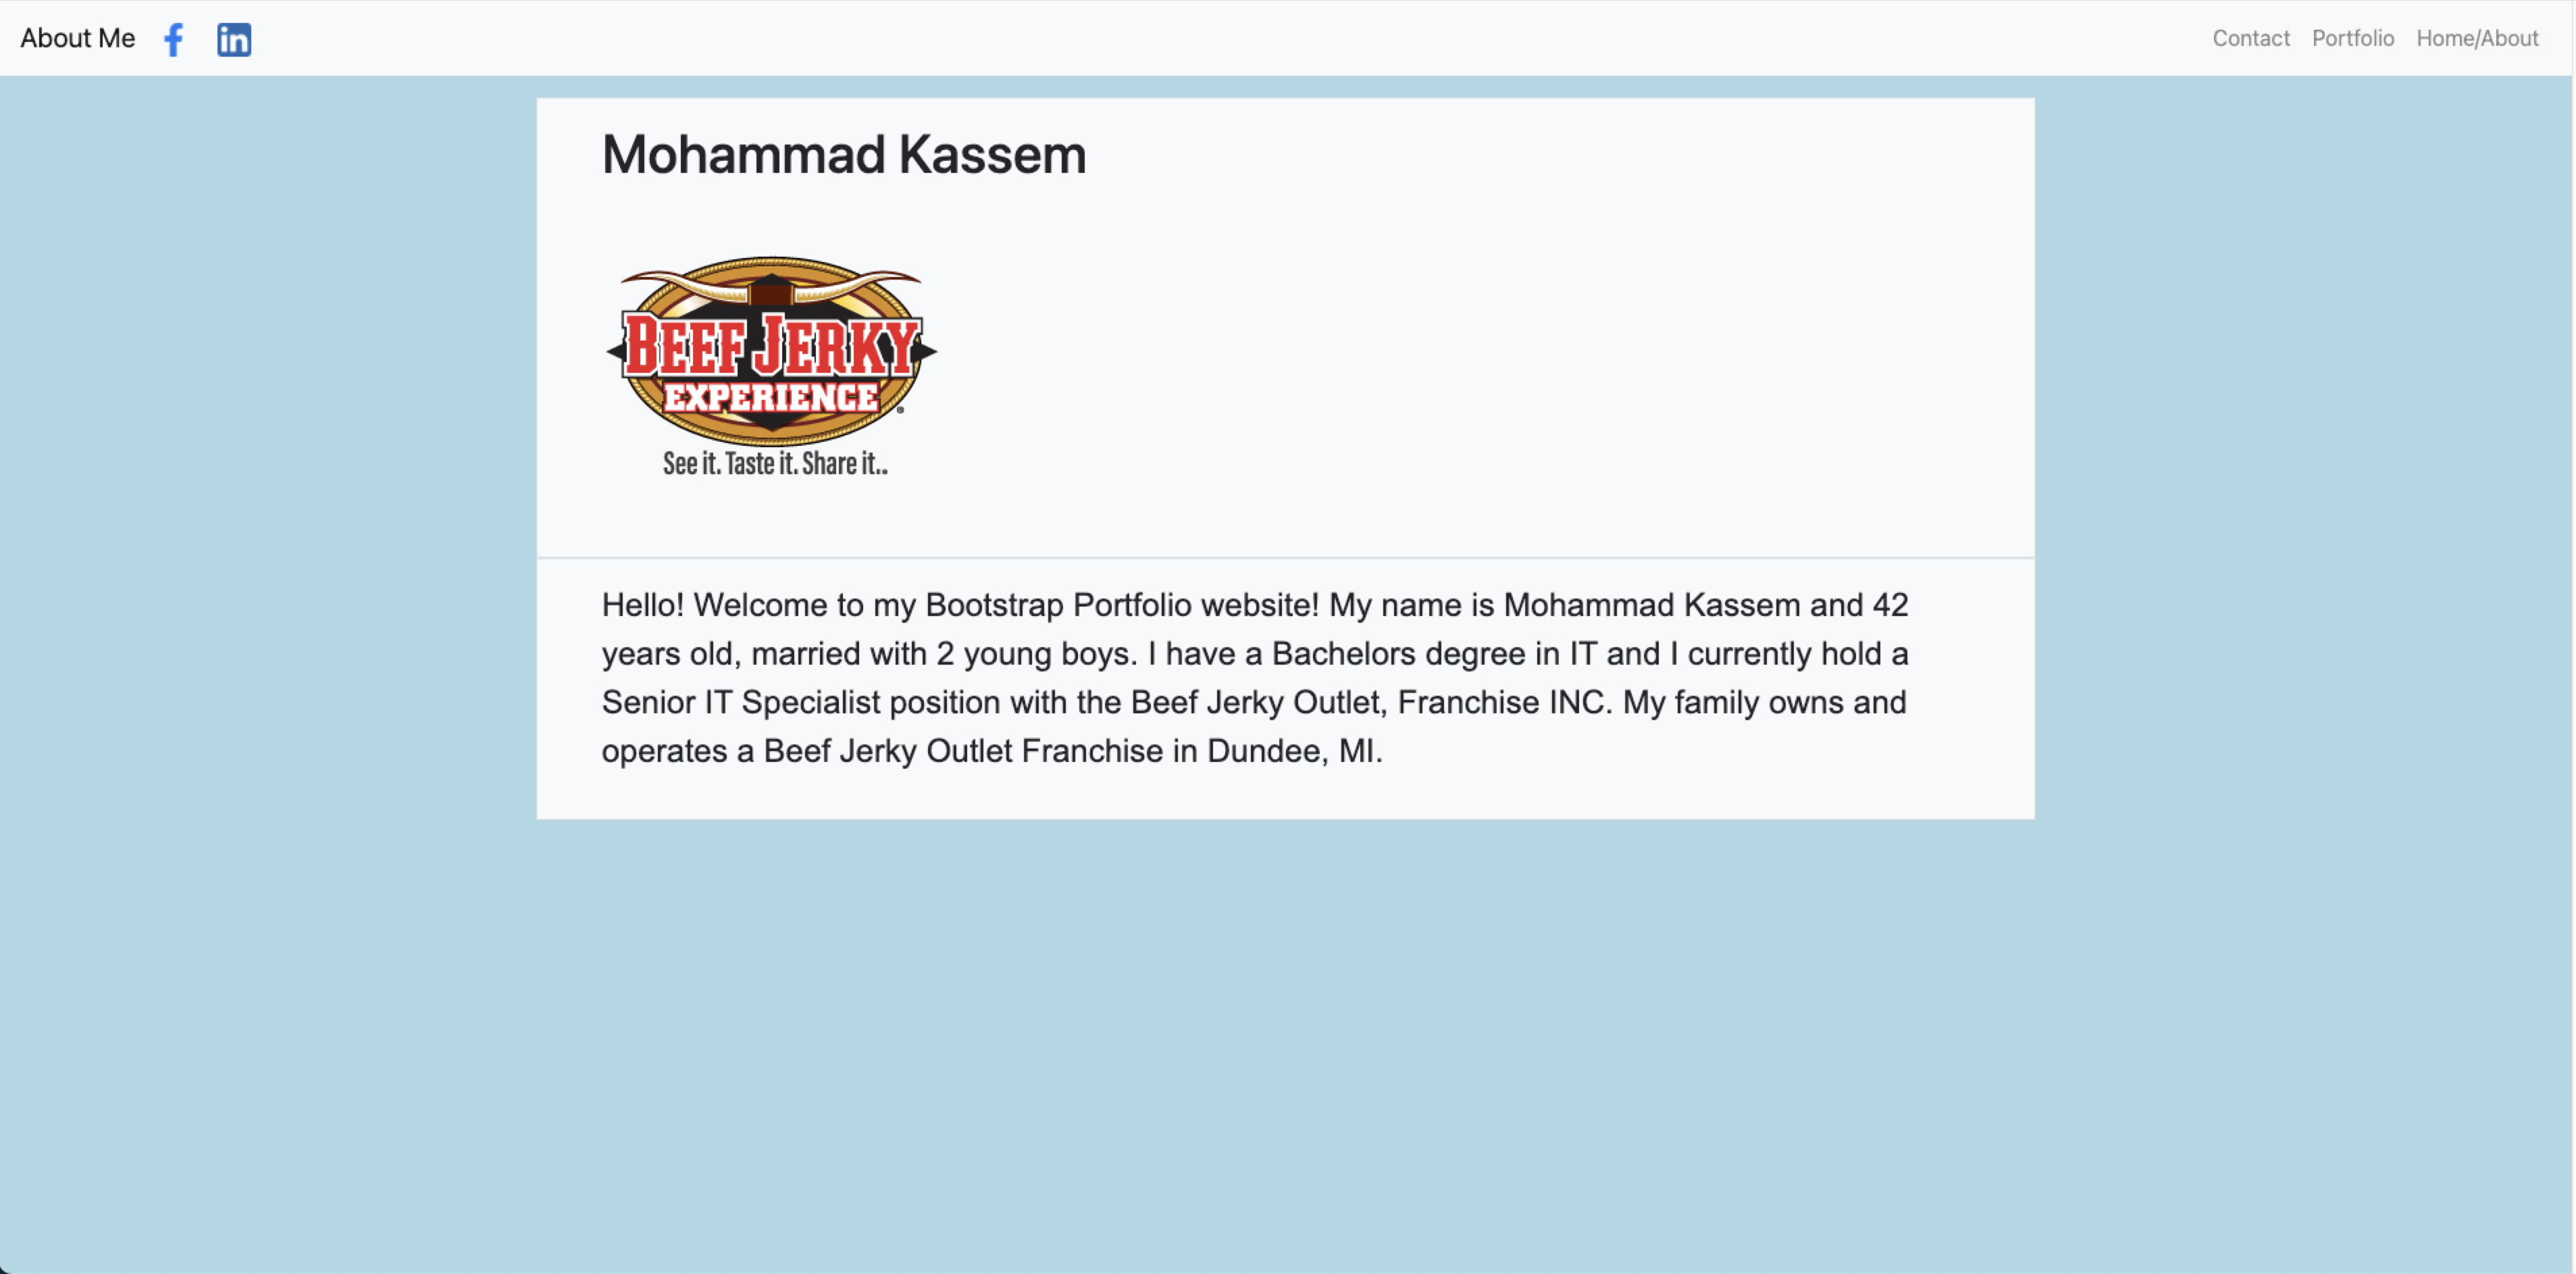 About Me
Contact Portfolio Home/About
Mohammad Kassem
BEEF JERKY
EXPERIENCE®
See it. Taste it. Share it..
Hello! Welcome to my Bootstrap Portfolio website! My name is Mohammad Kassem and 42
years old, married with 2 young boys. I have a Bachelors degree in IT and I currently hold a
Senior IT Specialist position with the Beef Jerky Outlet, Franchise INC. My family owns and
operates a Beef Jerky Outlet Franchise in Dundee, MI.